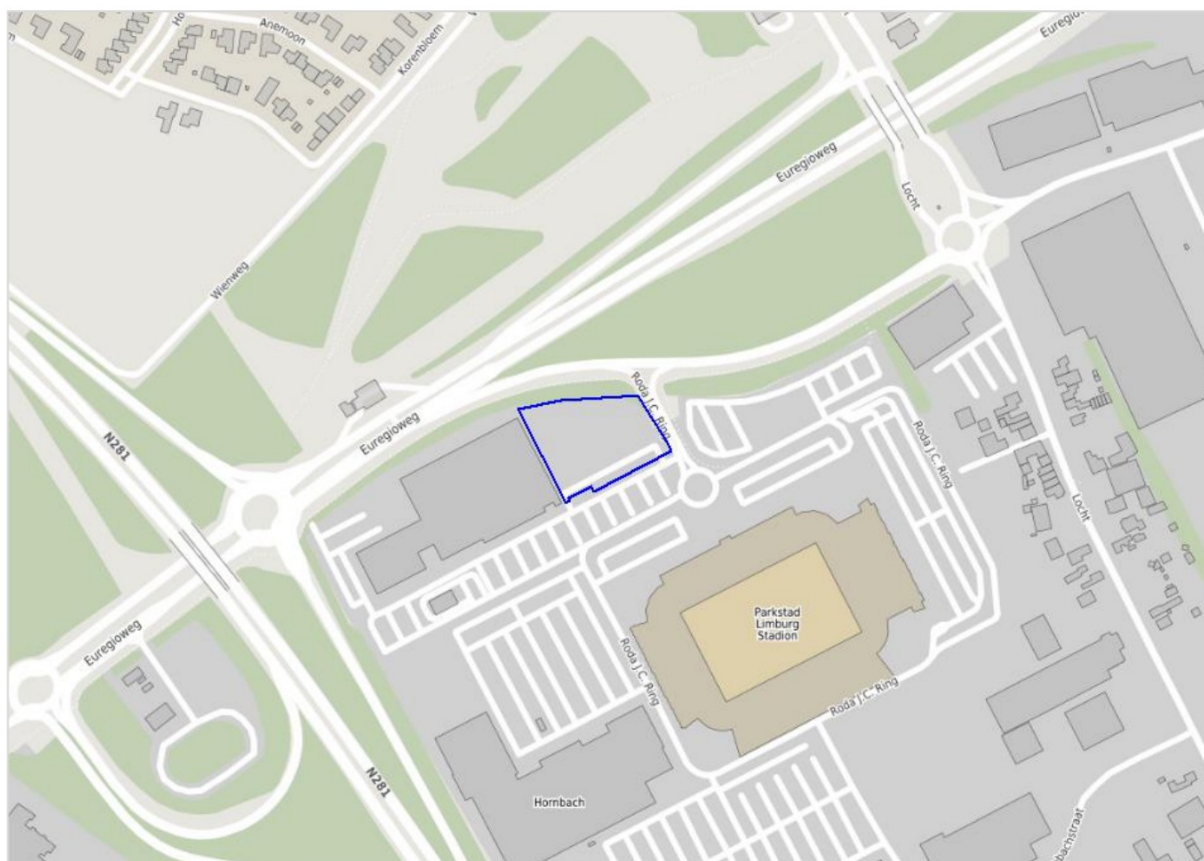 Anemoon
Korenbloem
Euregioweg
Euregioweg
Locht
Wienweg
Roda J.C. Ring
Euregioweg
N281
Roda J.C. Ring
Locht
Parkstad
Limburg
Stadion
Euregioweg
Roda J.C. Ring
Roda J.C. Ring
N281
Hornbach